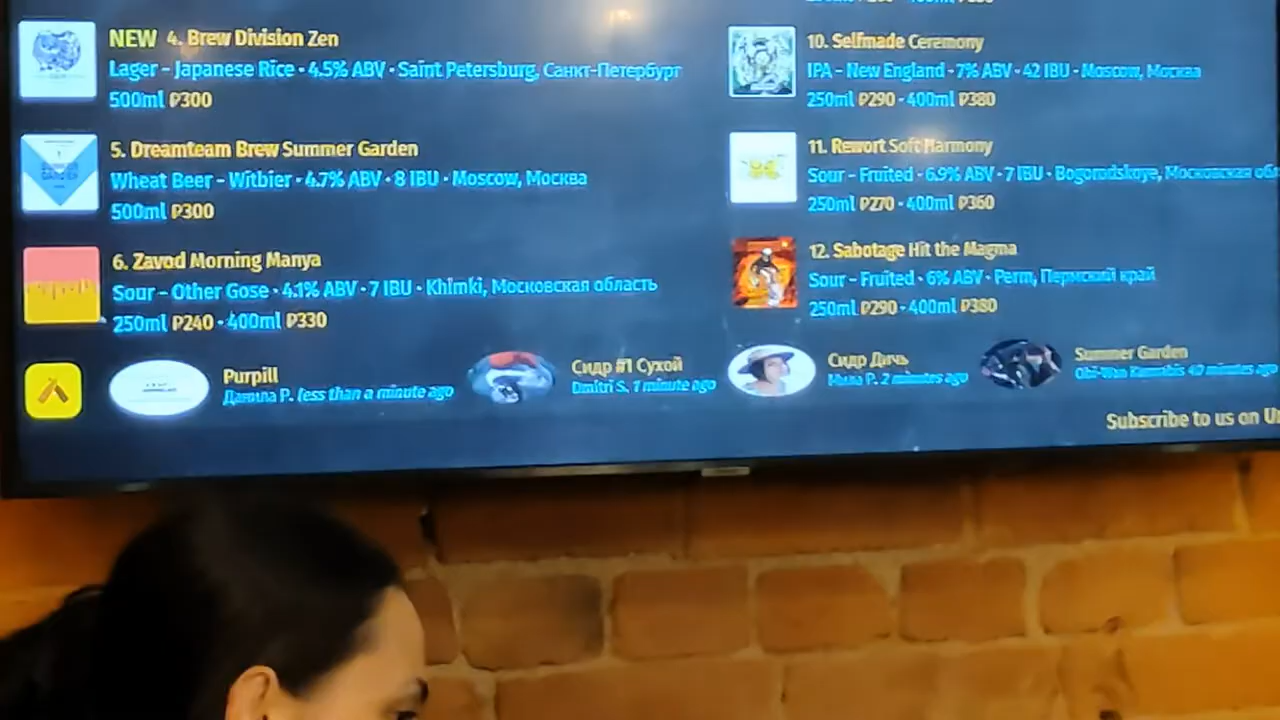 NEW 4. Brew Division Zen
Lager - Japanese Rice • 4.5% ABV • Saint Petersburg, Санкт-Петербург
500ml ₽300
5. Dreamteam Brew Summer Garden
Wheat Beer - Witbier • 4.7% ABV • 8 IBU • Moscow, Москва
500ml ₽300
6. Zavod Morning Manya
Sour - Other Gose • 4.1% ABV • 7 IBU • Khimki, Московская область
250ml ₽240 • 400ml ₽330
10. Selfmade Ceremony
IPA - New England • 7% ABV • 42 IBU • Moscow, Москва
250ml ₽290 • 400ml ₽380
11. Rewort Soft Harmony
Sour - Fruited • 6.9% ABV • 7 IBU • Bogorodskoye, Московская обл
250ml ₽270 • 400ml ₽360
12. Sabotage Hit the Magma
Sour - Fruited • 6% ABV • Perm, Пермский край
250ml ₽290 • 400ml ₽380
Purpill
Данила Р. less than a minute ago
Сидр #1 Сухой
Dmitri S. 1 minute ago
Сидр Дичь
Мила Р. 2 minutes ago
Summer Garden
Obi-Wan 40 minutes ago
Subscribe to us on Un